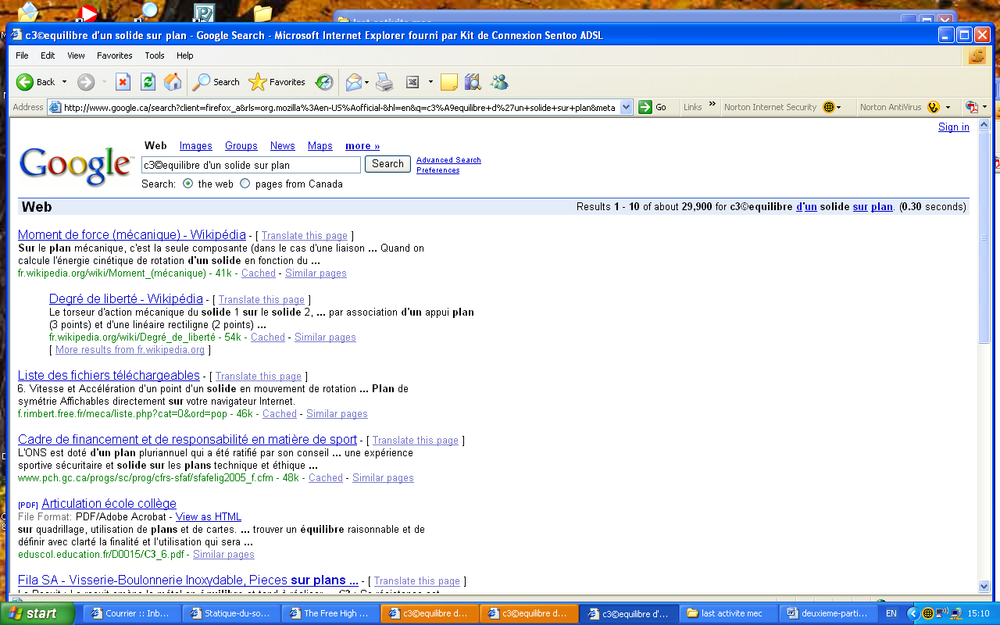 last activite mec
c3©equilibre d'un solide sur plan - Google Search - Microsoft Internet Explorer fourni par Kit de Connexion Sentoo ADSL
File Edit View Favorites Tools Help
Back Search Favorites
Address http://www.google.ca/search?client=firefox_a&rls=org.mozilla%3Aen-US%Aofficial-&hl=en&q=c3%A9equilibre+d%27un+solide+sur+plan&meta Go Links » Norton Internet Security Norton AntiVirus
Sign in
Web Images Groups News Maps more »
Google
c3©equilibre d'un solide sur plan Search Advanced Search
Preferences
Search: the web pages from Canada
Web Results 1 - 10 of about 29,900 for c3©equilibre d'un solide sur plan. (0.30 seconds)
Moment de force (mécanique) - Wikipédia - [ Translate this page ]
Sur le plan mécanique, c'est la seule composante (dans le cas d'une liaison ... Quand on
calcule l'énergie cinétique de rotation d'un solide en fonction du ...
fr.wikipedia.org/wiki/Moment_(mécanique) - 41k - Cached - Similar pages
Degré de liberté - Wikipédia - [ Translate this page ]
Le torseur d'action mécanique du solide 1 sur le solide 2, ... par association d'un appui plan
(3 points) et d'une linéaire rectiligne (2 points) ...
fr.wikipedia.org/wiki/Degré_de_liberté - 54k - Cached - Similar pages
[ More results from fr.wikipedia.org ]
Liste des fichiers téléchargeables - [ Translate this page ]
6. Vitesse et Accélération d'un point d'un solide en mouvement de rotation ... Plan de
symétrie Affichables directement sur votre navigateur Internet.
f.rimbert.free.fr/meca/liste.php?cat=0&ord=pop - 46k - Cached - Similar pages
Cadre de financement et de responsabilité en matière de sport - [ Translate this page ]
L'ONS est doté d'un plan pluriannuel qui a été ratifié par son conseil ... une expérience
sportive sécuritaire et solide sur les plans technique et éthique ...
www.pch.gc.ca/progs/sc/prog/cfrs-sfaf/sfafelig2005_f.cfm - 48k - Cached - Similar pages
[PDF] Articulation école collège
File Format: PDF/Adobe Acrobat - View as HTML
sur quadrillage, utilisation de plans et de cartes. ... trouver un équilibre raisonnable et de
définir avec clarté la finalité et l'utilisation qui sera ...
eduscol.education.fr/D0015/C3_6.pdf - Similar pages
Fila SA - Visserie-Boulonnerie Inoxydable, Pieces sur plans ... - [ Translate this page ]
start Courrier :: Inb... Statique-du-so... The Free High ... c3©equilibre d... c3©equilibre d... c3©equilibre d'... last activite mec deuxieme-parti... EN 15:10